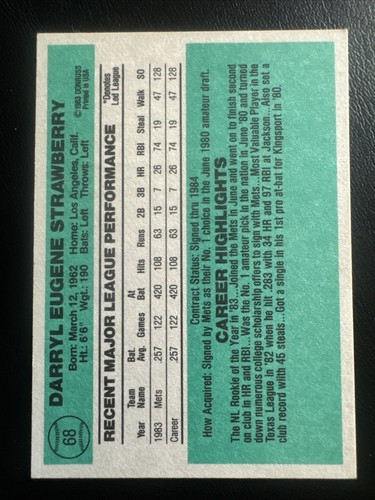 68
DARRYL EUGENE STRAWBERRY
© 1983 DONRUSS
Printed in USA
Born: March 12, 1962 Home: Los Angeles, Calif.
Ht.: 6'6" Wgt.: 190 Bats: Left Throws: Left
RECENT MAJOR LEAGUE PERFORMANCE
*Denotes
Led League
Team Bat. At
Year Name Avg. Games Bat Hits Runs 2B 3B HR RBI Steal Walk SO
1983 Mets .257 122 420 108 63 15 7 26 74 19 47 128
Career .257 122 420 108 63 15 7 26 74 19 47 128
Contract Status: Signed thru 1984
How Acquired: Signed by Mets as their No. 1 choice in the June 1980 amateur draft.
CAREER HIGHLIGHTS
The NL Rookie of the Year in '83...Joined the Mets in June and went on to finish second
on club in HR and RBI...Was the No. 1 amateur pick in the nation in June '80 and turned
down numerous college scholarship offers to sign with Mets...Most Valuable Player in the
Texas League in '82 when he hit .283 with 34 HR and 97 RBI at Jackson...Also set a
club record with 45 steals...Got a single in his 1st pro at-bat for Kingsport in '80.